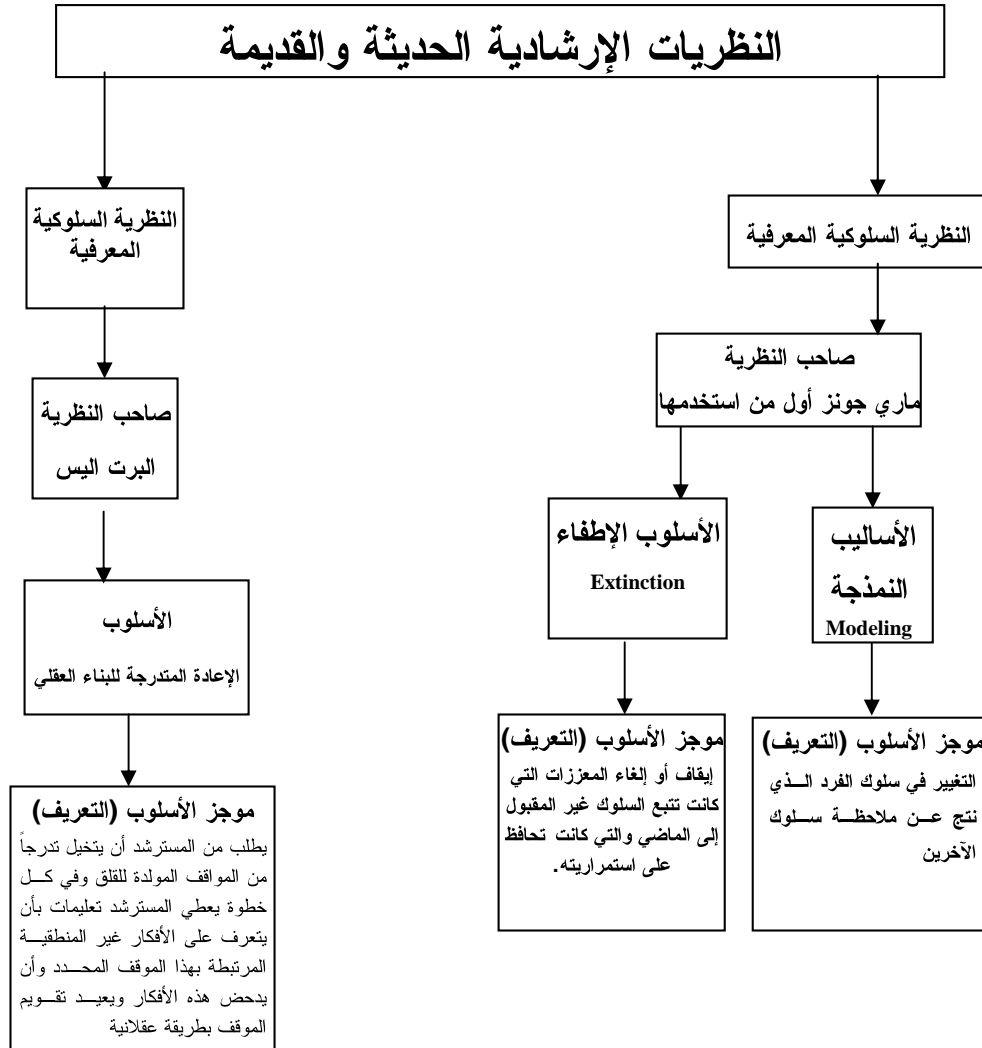 النظريات الإرشادية الحديثة والقديمة
النظرية السلوكية المعرفية
صاحب النظرية
ماري جونز أول من استخدمها
الأساليب
النمذجة
Modeling
موجز الأسلوب (التعريف)
التغيير في سلوك الفرد الذي
نتج عن ملاحظة سلوك
الآخرين
الأسلوب الإطفاء
Extinction
موجز الأسلوب (التعريف)
إيقاف أو إلغاء المعززات التي
كانت تتبع السلوك غير المقبول
إلى الماضي والتي كانت تحافظ
على استمراريته.
النظرية السلوكية
المعرفية
صاحب النظرية
البرت اليس
الأسلوب
الإعادة المتدرجة للبناء العقلي
موجز الأسلوب (التعريف)
يطلب من المسترشد أن يتخيل تدرجاً
من المواقف المولدة للقلق وفي كل
خطوة يعطي المسترشد تعليمات بأن
يتعرف على الأفكار غير المنطقية
المرتبطة بهذا الموقف المحدد وأن
يدحض هذه الأفكار ويعيد تقويم
الموقف بطريقة عقلانية